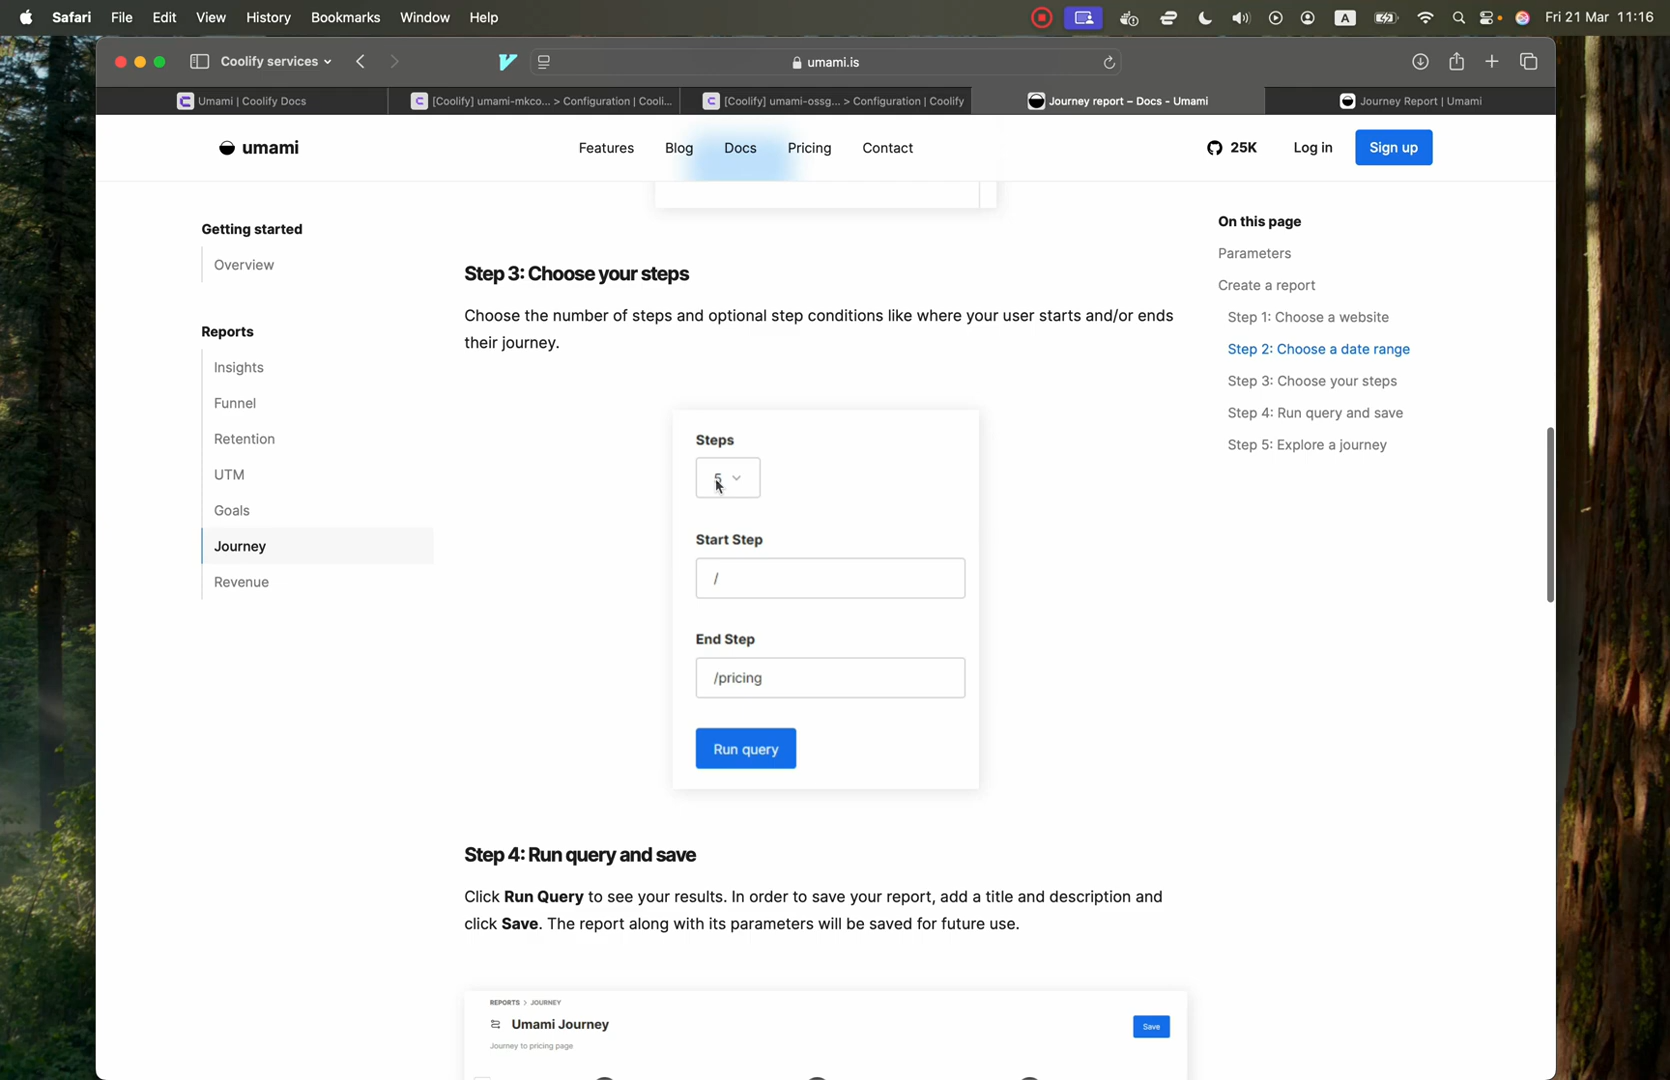 Safari File Edit View History Bookmarks Window Help
A
Fri 21 Mar 11:16
Coolify services
umami.is
Umami | Coolify Docs
[Coolify] umami-mkco... > Configuration | Cooli...
[Coolify] umami-ossg... > Configuration | Coolify
Journey report – Docs - Umami
Journey Report | Umami
umami
Features Blog Docs Pricing Contact
25K Log in Sign up
Getting started
Overview
Reports
Insights
Funnel
Retention
UTM
Goals
Journey
Revenue
Step 3: Choose your steps
Choose the number of steps and optional step conditions like where your user starts and/or ends
their journey.
Steps
5
Start Step
/
End Step
/pricing
Run query
Step 4: Run query and save
Click Run Query to see your results. In order to save your report, add a title and description and
click Save. The report along with its parameters will be saved for future use.
REPORTS > JOURNEY
Umami Journey
Save
Journey to pricing page
On this page
Parameters
Create a report
Step 1: Choose a website
Step 2: Choose a date range
Step 3: Choose your steps
Step 4: Run query and save
Step 5: Explore a journey